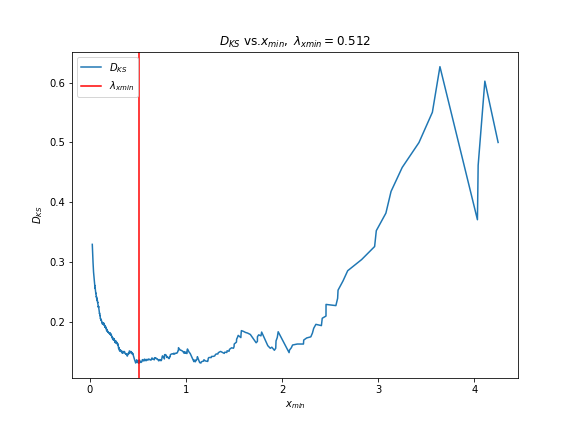 D_KS vs.x_min, λ_xmin = 0.512
D_KS
λ_xmin
0.6
0.5
0.4
0.3
0.2
D_KS
0 1 2 3 4
x_min